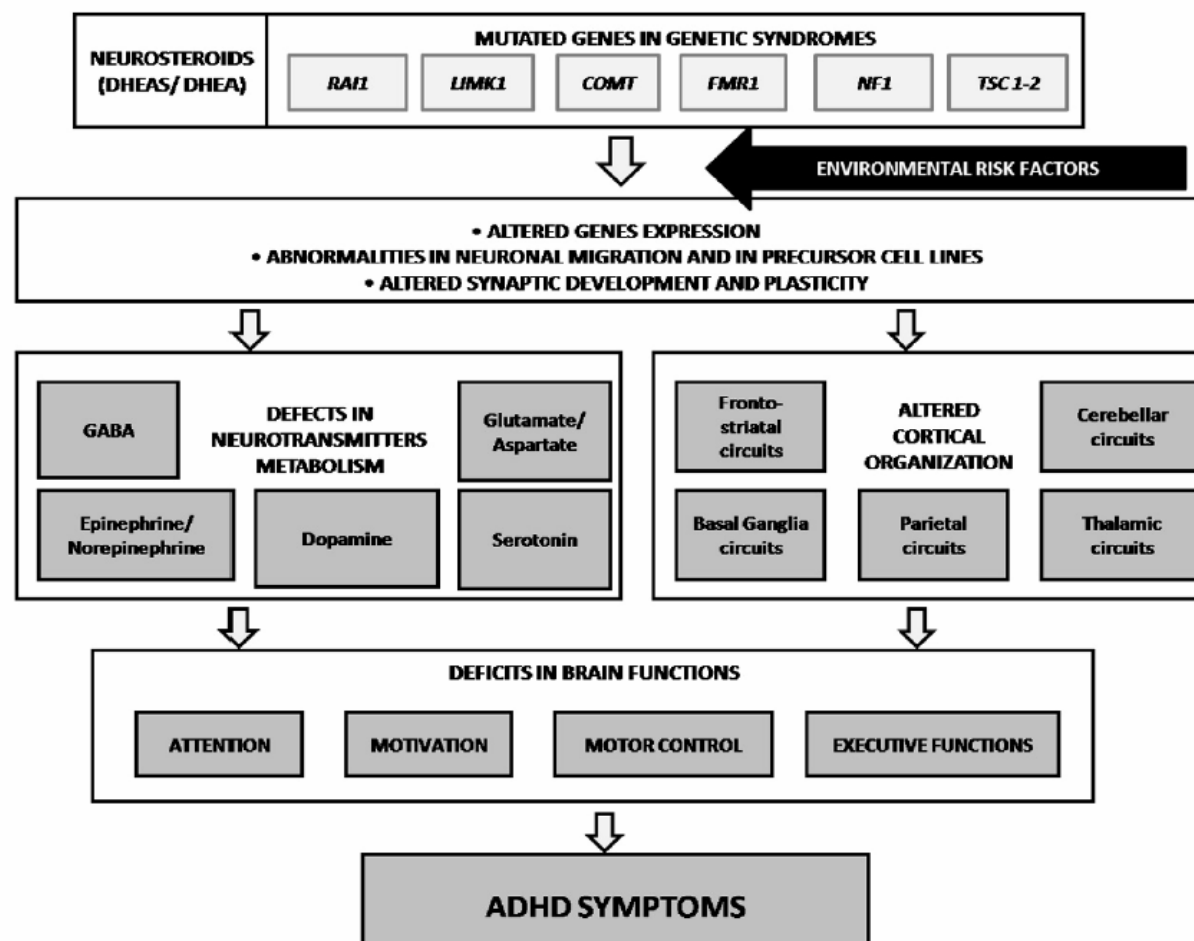 NEUROSTEROIDS
(DHEAS/ DHEA)
MUTATED GENES IN GENETIC SYNDROMES
RAI1
LIMK1
COMT
FMR1
NF1
TSC 1-2
ENVIRONMENTAL RISK FACTORS
• ALTERED GENES EXPRESSION
• ABNORMALITIES IN NEURONAL MIGRATION AND IN PRECURSOR CELL LINES
• ALTERED SYNAPTIC DEVELOPMENT AND PLASTICITY
GABA
DEFECTS IN
NEUROTRANSMITTERS
METABOLISM
Glutamate/
Aspartate
Epinephrine/
Norepinephrine
Dopamine
Serotonin
Fronto-
striatal
circuits
ALTERED
CORTICAL
ORGANIZATION
Cerebellar
circuits
Basal Ganglia
circuits
Parietal
circuits
Thalamic
circuits
DEFICITS IN BRAIN FUNCTIONS
ATTENTION
MOTIVATION
MOTOR CONTROL
EXECUTIVE FUNCTIONS
ADHD SYMPTOMS